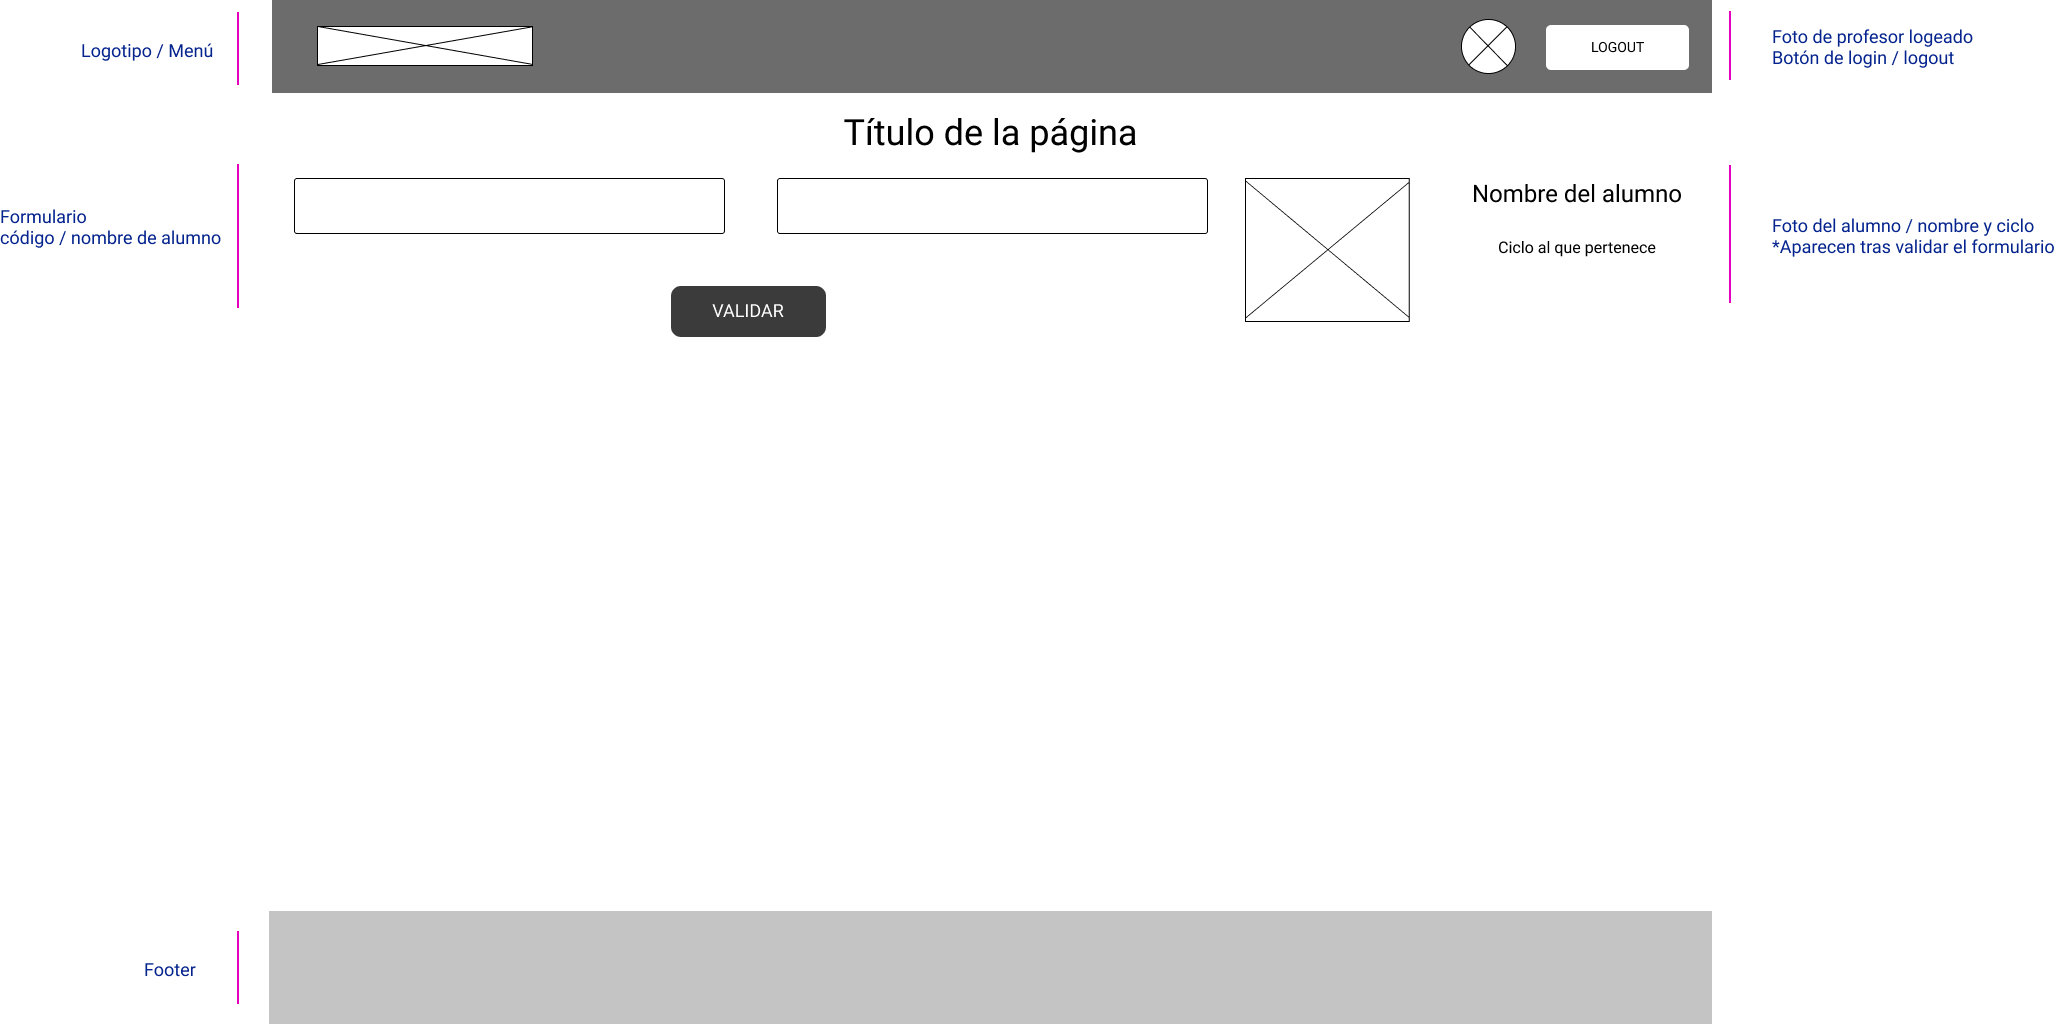 Logotipo / Menú
LOGOUT
Foto de profesor logeado
Botón de login / logout
Título de la página
Formulario
código / nombre de alumno
VALIDAR
Nombre del alumno
Ciclo al que pertenece
Foto del alumno / nombre y ciclo
*Aparecen tras validar el formulario
Footer